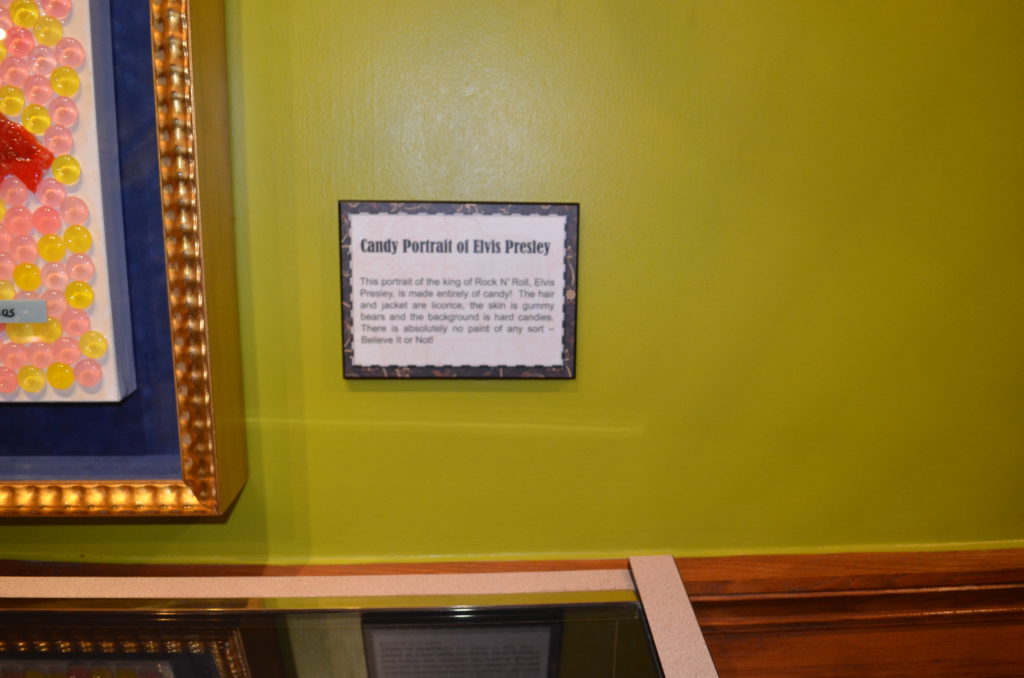 Candy Portrait of Elvis Presley
This portrait of the king of Rock N' Roll, Elvis
Presley, is made entirely of candy! The hair
and jacket are licorice, the skin is gummy
bears and the background is hard candies.
There is absolutely no paint of any sort –
Believe It or Not!